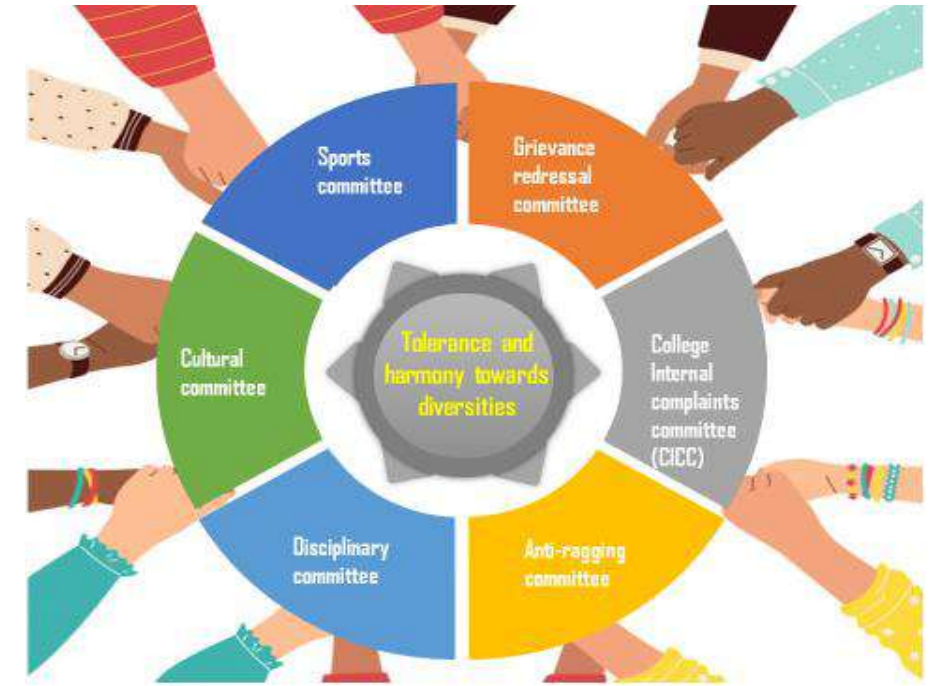 Sports
committee
Grievance
redressal
committee
College
Internal
complaints
committee
(CICC)
Anti-ragging
committee
Disciplinary
committee
Cultural
committee
Tolerance and
harmony towards
diversities